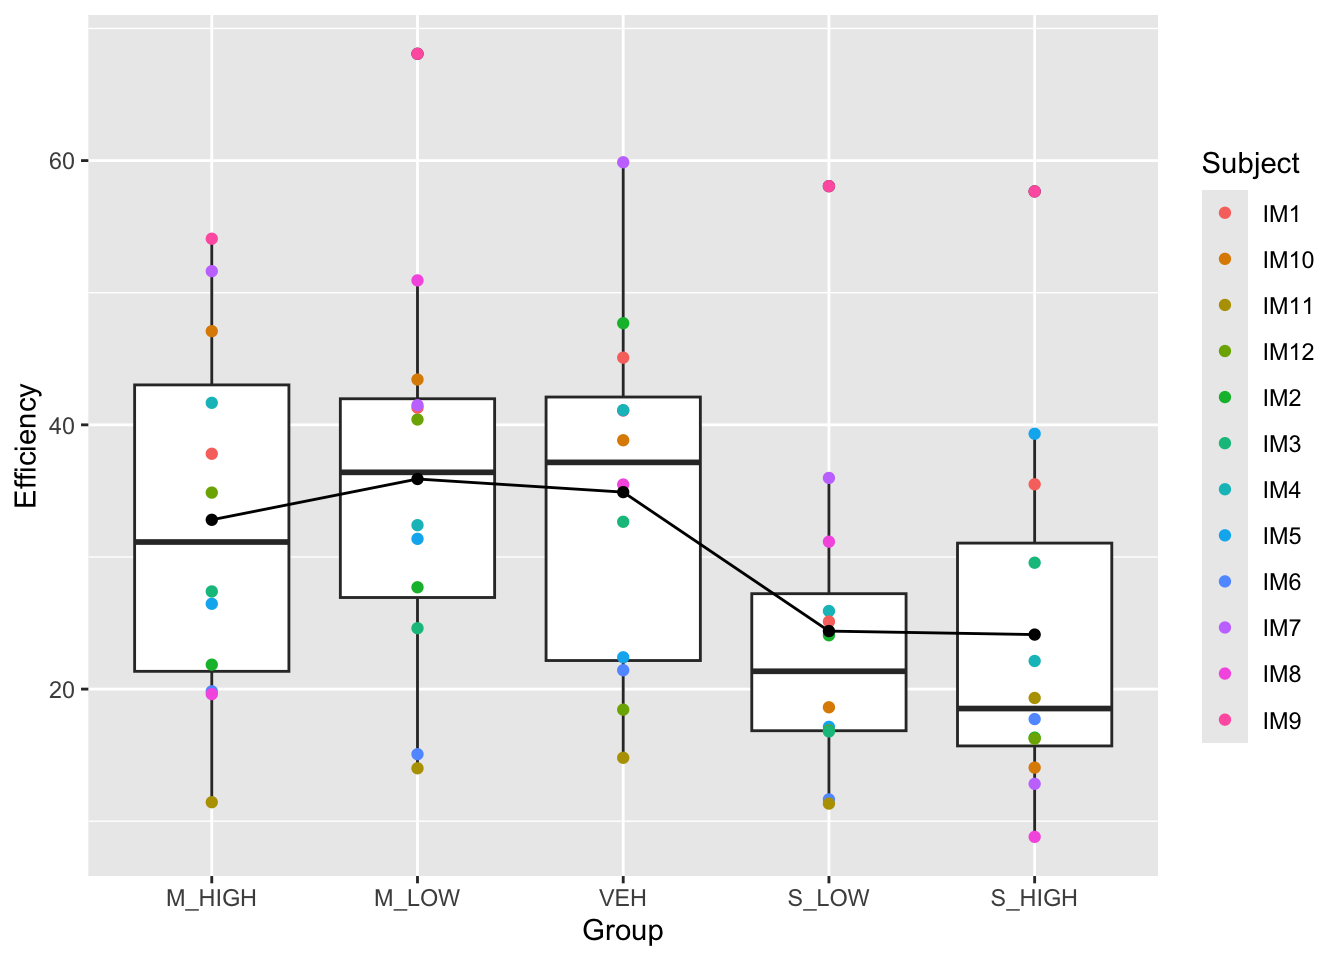 Efficiency
60
40
20
M_HIGH M_LOW VEH S_LOW S_HIGH
Group
Subject
IM1
IM10
IM11
IM12
IM2
IM3
IM4
IM5
IM6
IM7
IM8
IM9